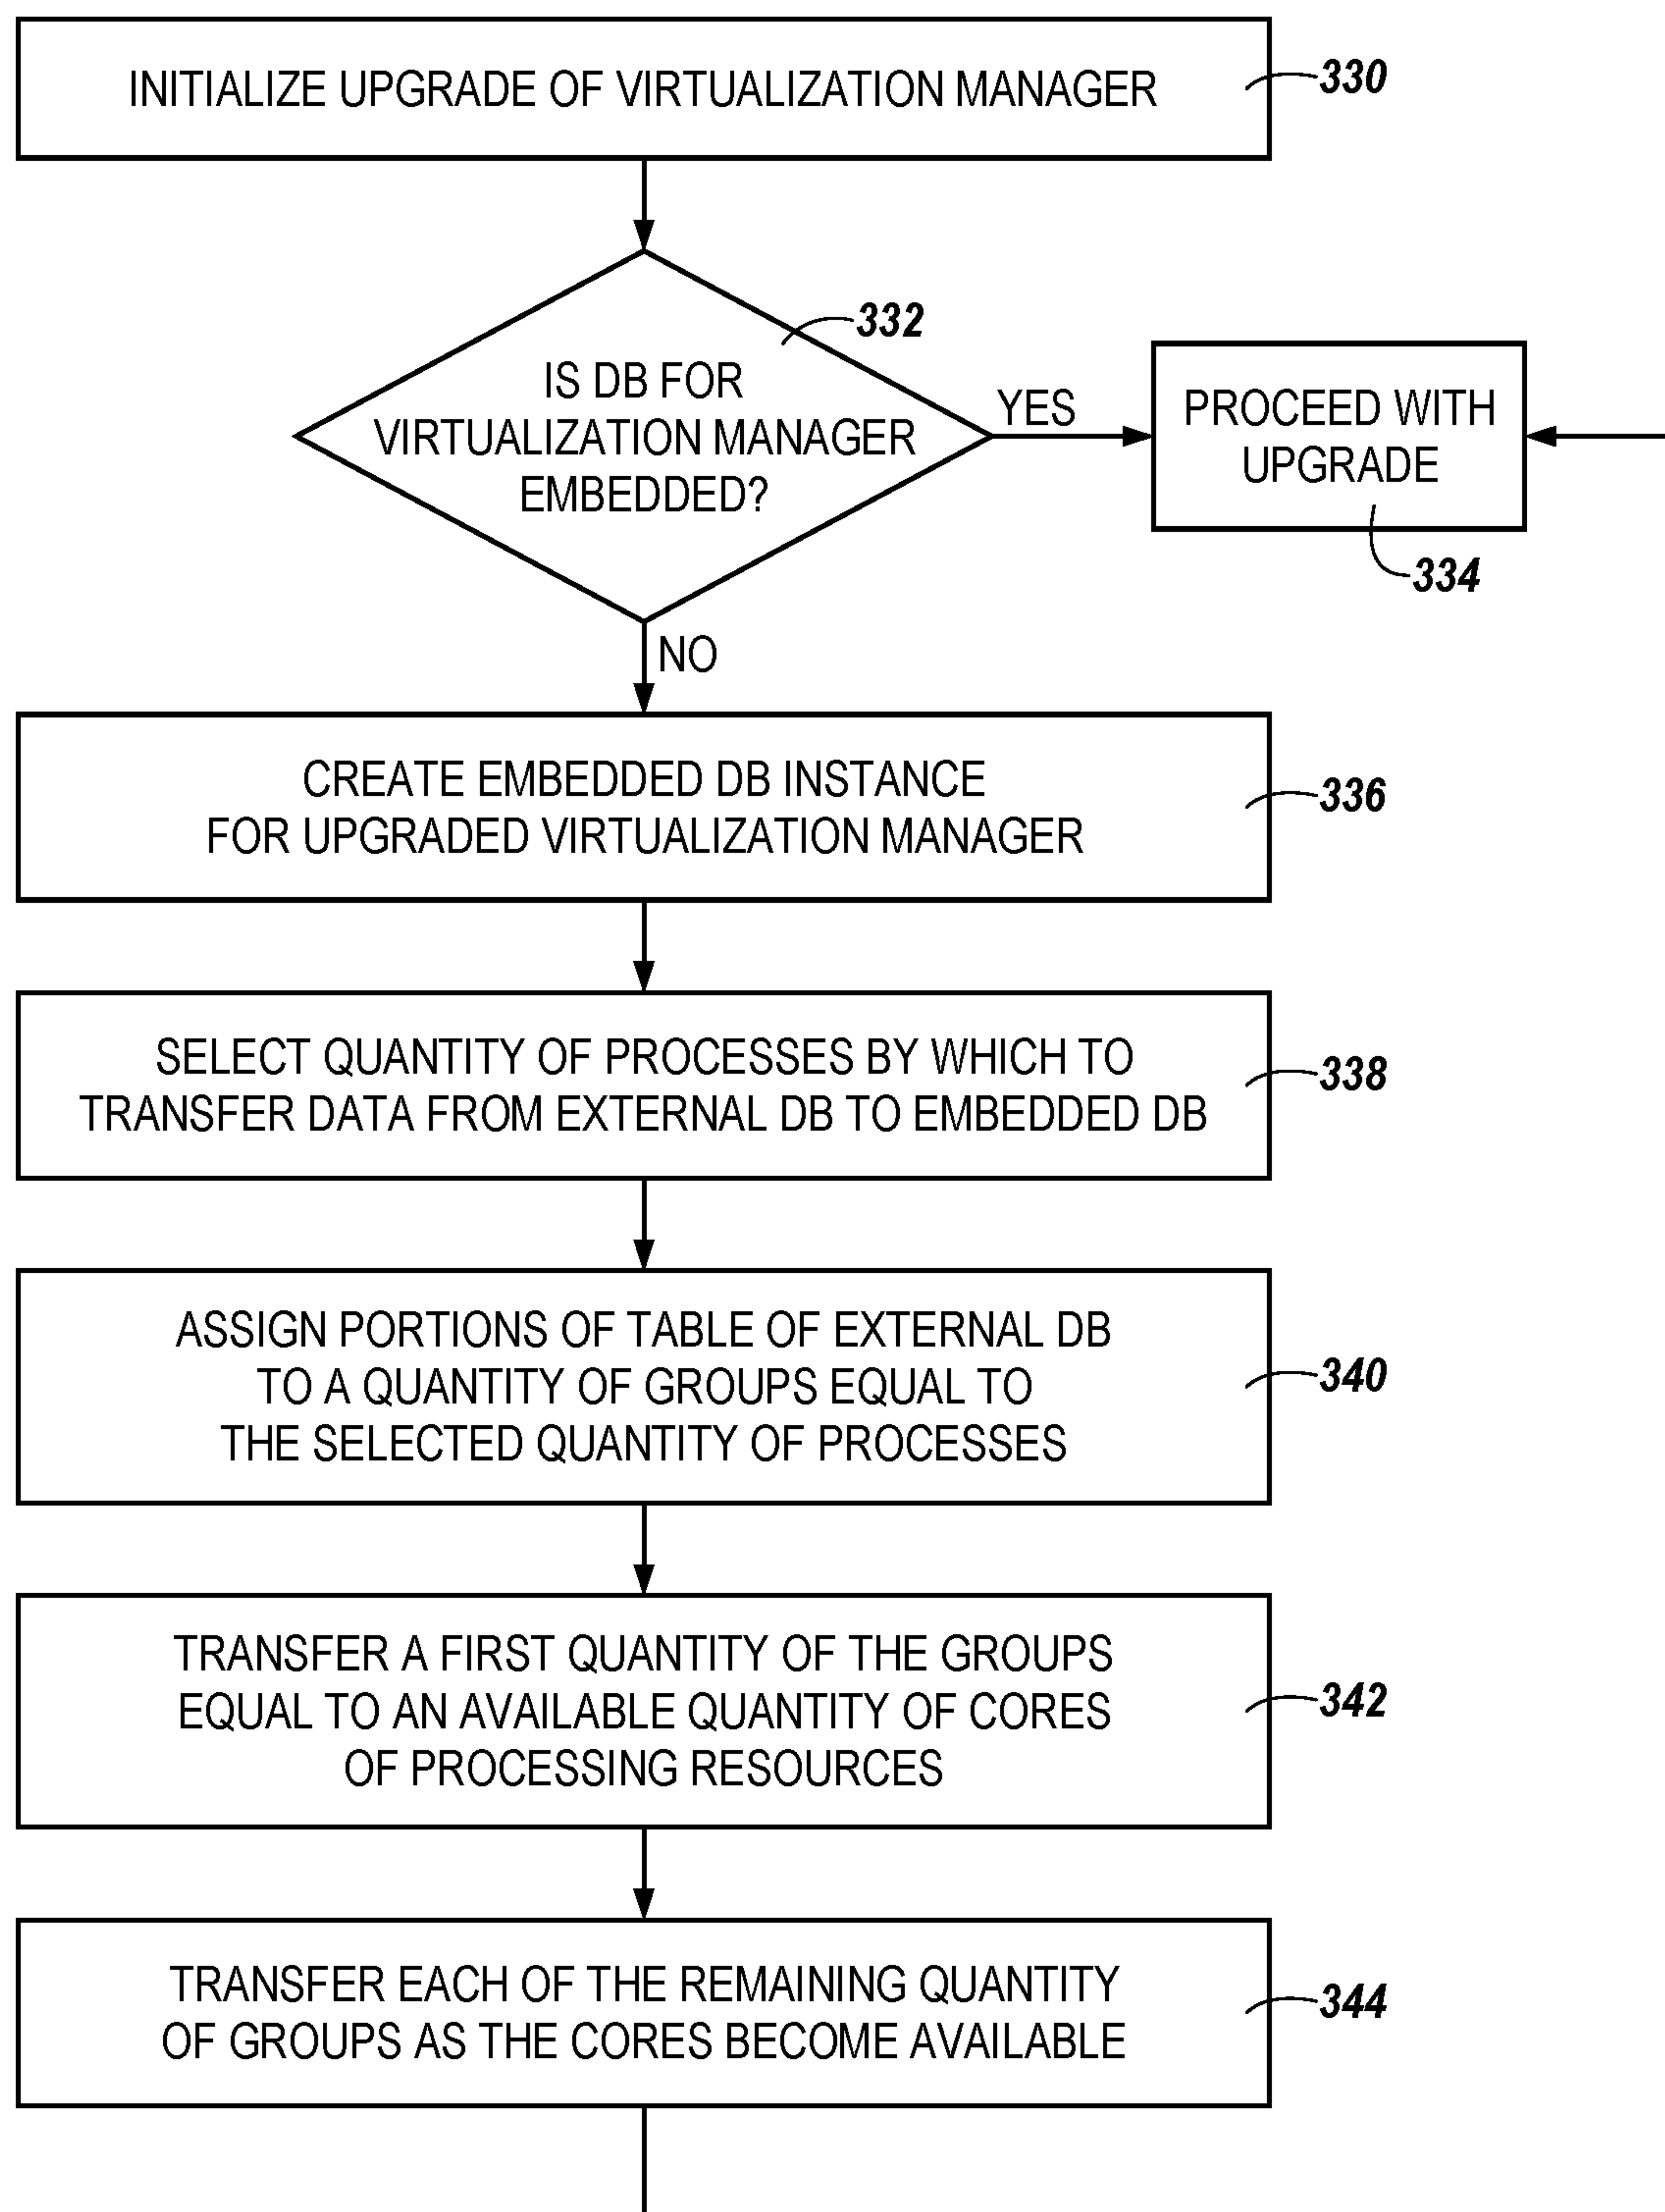 INITIALIZE UPGRADE OF VIRTUALIZATION MANAGER
330
332
IS DB FOR
VIRTUALIZATION MANAGER
EMBEDDED?
YES
PROCEED WITH
UPGRADE
334
NO
CREATE EMBEDDED DB INSTANCE
FOR UPGRADED VIRTUALIZATION MANAGER
336
SELECT QUANTITY OF PROCESSES BY WHICH TO
TRANSFER DATA FROM EXTERNAL DB TO EMBEDDED DB
338
ASSIGN PORTIONS OF TABLE OF EXTERNAL DB
TO A QUANTITY OF GROUPS EQUAL TO
THE SELECTED QUANTITY OF PROCESSES
340
TRANSFER A FIRST QUANTITY OF THE GROUPS
EQUAL TO AN AVAILABLE QUANTITY OF CORES
OF PROCESSING RESOURCES
342
TRANSFER EACH OF THE REMAINING QUANTITY
OF GROUPS AS THE CORES BECOME AVAILABLE
344